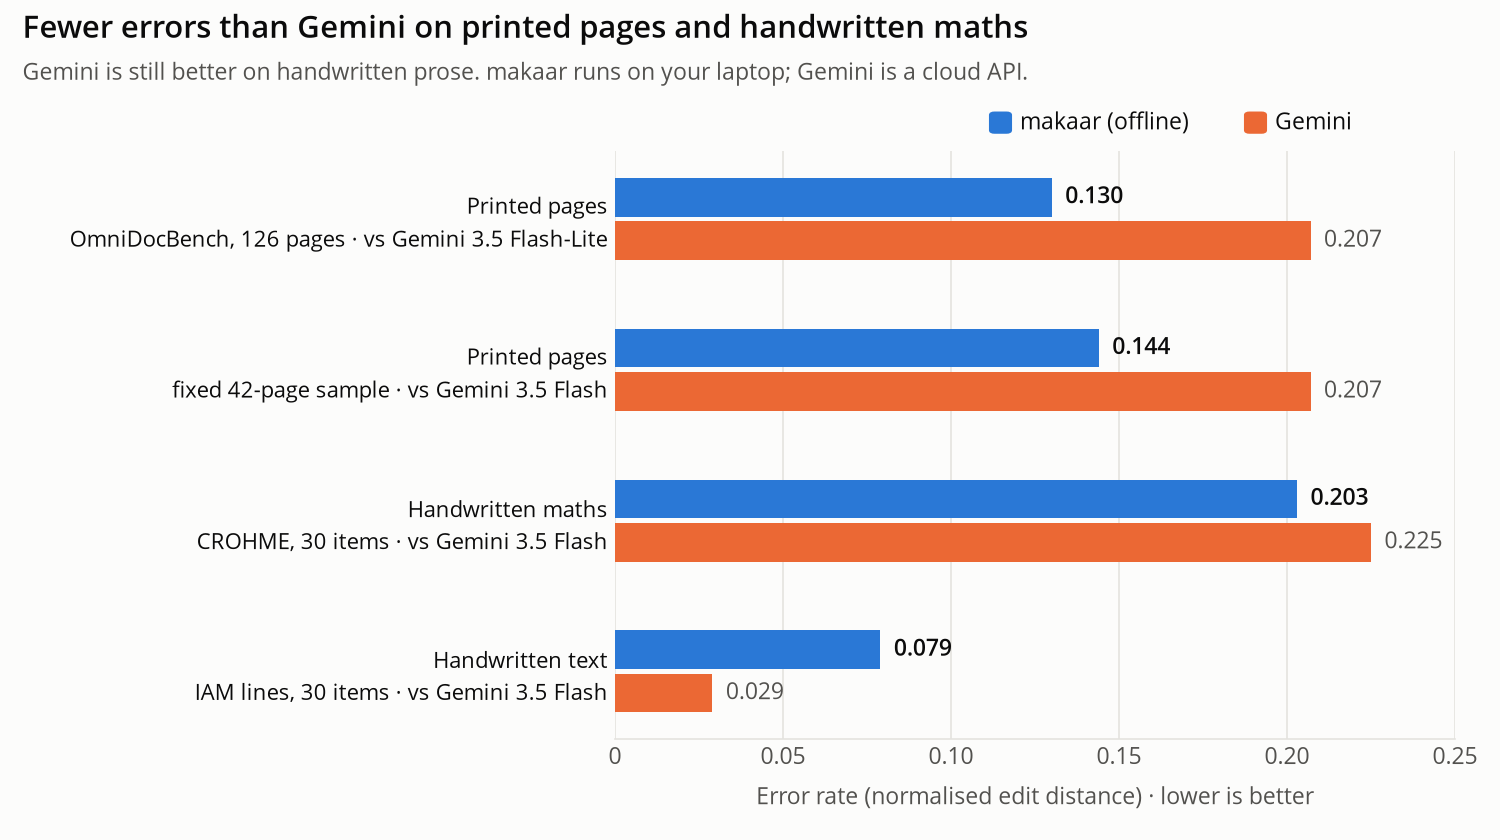 Fewer errors than Gemini on printed pages and handwritten maths
Gemini is still better on handwritten prose. makaar runs on your laptop; Gemini is a cloud API.
makaar (offline) Gemini
Printed pages
OmniDocBench, 126 pages · vs Gemini 3.5 Flash-Lite
0.130
0.207
Printed pages
fixed 42-page sample · vs Gemini 3.5 Flash
0.144
0.207
Handwritten maths
CROHME, 30 items · vs Gemini 3.5 Flash
0.203
0.225
Handwritten text
IAM lines, 30 items · vs Gemini 3.5 Flash
0.079
0.029
0 0.05 0.10 0.15 0.20 0.25
Error rate (normalised edit distance) · lower is better